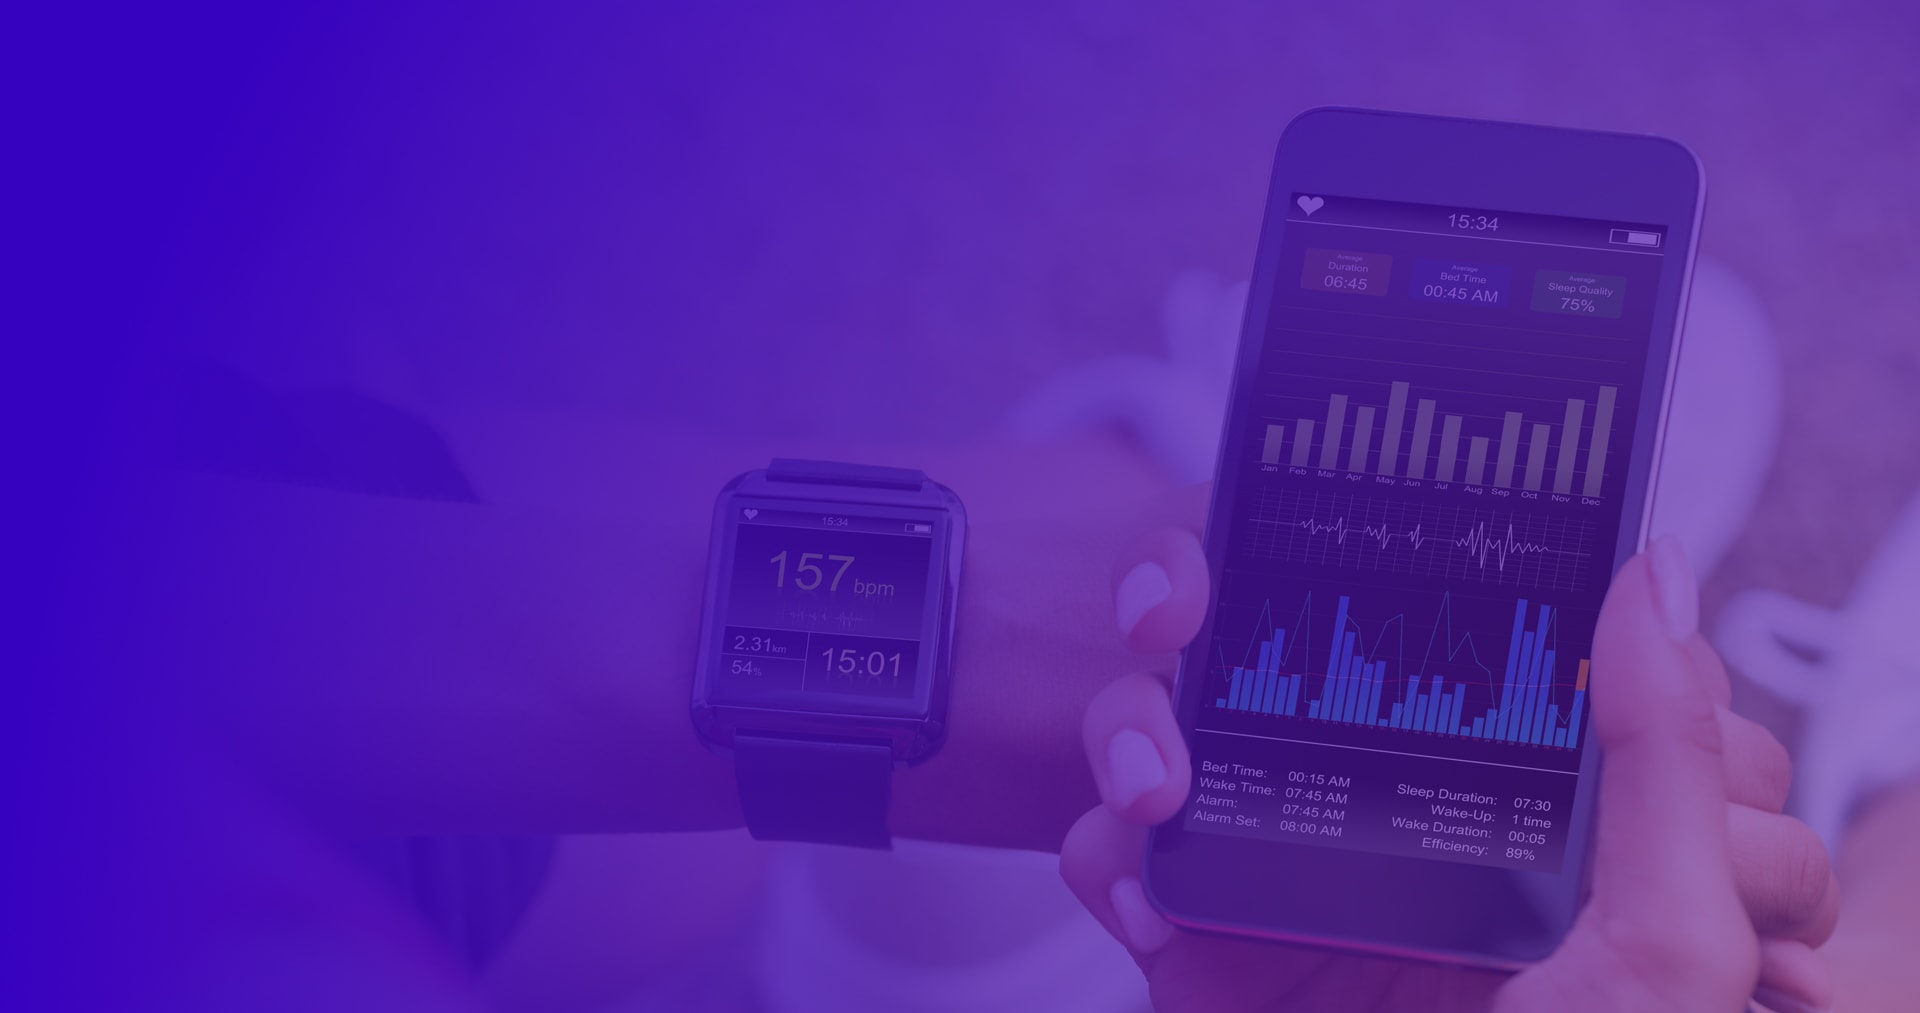 15:34
157 bpm
2.31km
54%
15:01
15:34
Average
Duration
06:45
Average
Bed Time
00:45 AM
Average
Sleep Quality
75%
Jan Feb Mar Apr May Jun Jul Aug Sep Oct Nov Dec
Bed Time: 00:15 AM
Wake Time: 07:45 AM
Alarm: 07:45 AM
Alarm Set: 08:00 AM
Sleep Duration: 07:30
Wake-Up: 1 time
Wake Duration: 00:05
Efficiency: 89%